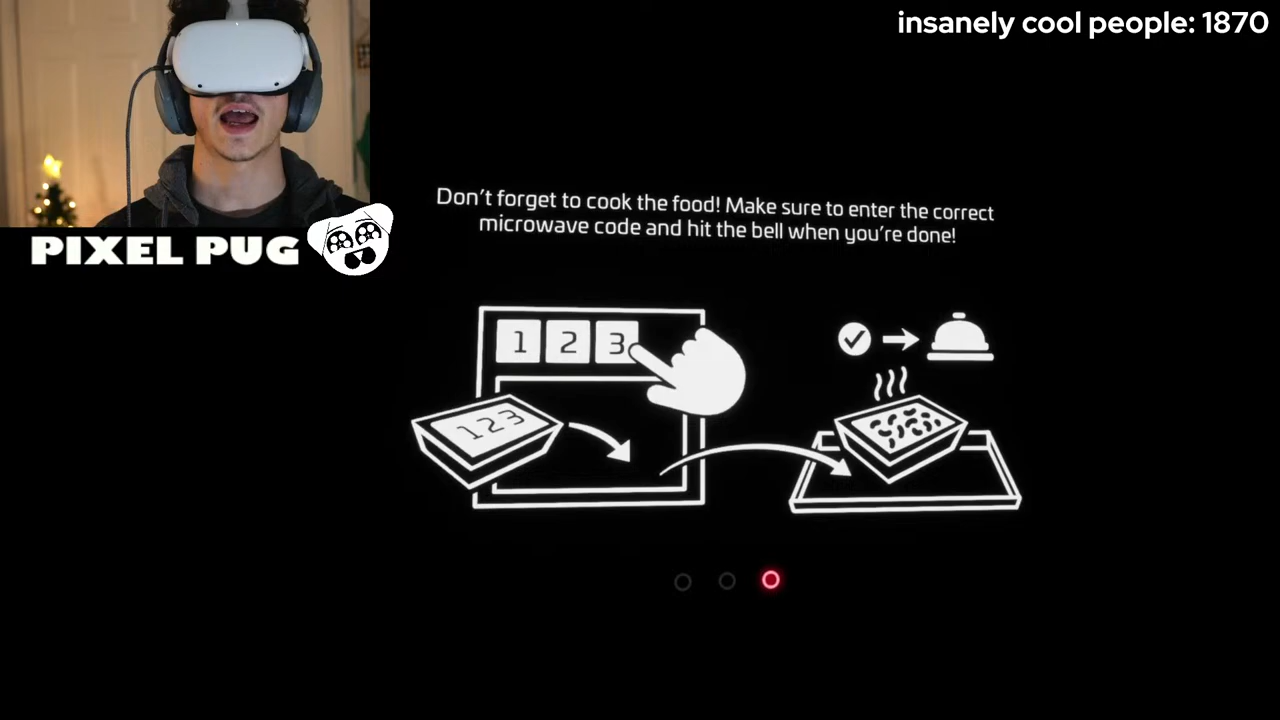 insanely cool people: 1870
PIXEL PUG
Don't forget to cook the food! Make sure to enter the correct
microwave code and hit the bell when you're done!
1 2 3
123